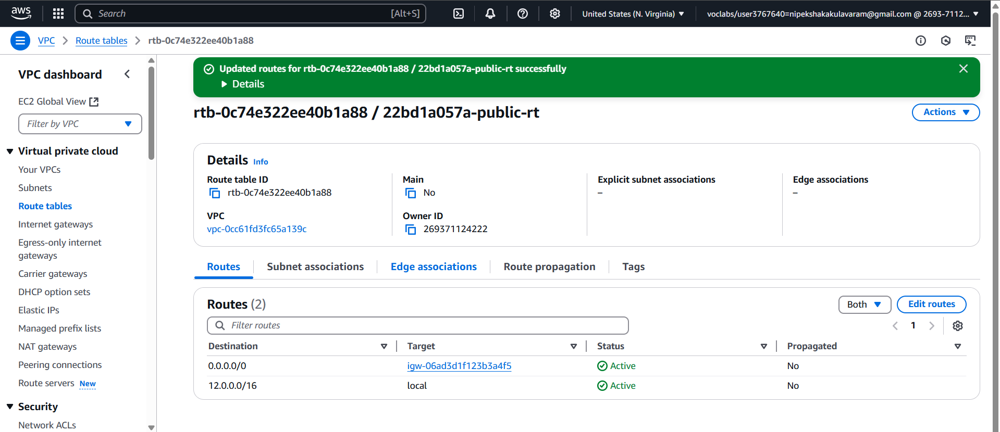 aws
Search [Alt+S]
United States (N. Virginia)
voclabs/user3767640=nipekshakakulavaram@gmail.com @ 2693-7112...
VPC
Route tables
rtb-0c74e322ee40b1a88
VPC dashboard
EC2 Global View
Filter by VPC
Virtual private cloud
Your VPCs
Subnets
Route tables
Internet gateways
Egress-only internet
gateways
Carrier gateways
DHCP option sets
Elastic IPs
Managed prefix lists
NAT gateways
Peering connections
Route servers New
Security
Network ACLs
Updated routes for rtb-0c74e322ee40b1a88 / 22bd1a057a-public-rt successfully
Details
rtb-0c74e322ee40b1a88 / 22bd1a057a-public-rt
Actions
Details Info
Route table ID
rtb-0c74e322ee40b1a88
Main
No
Explicit subnet associations
–
Edge associations
–
VPC
vpc-0cc61fd3fc65a139c
Owner ID
269371124222
Routes
Subnet associations
Edge associations
Route propagation
Tags
Routes (2)
Both
Edit routes
Filter routes
1
Destination Target Status Propagated
0.0.0.0/0 igw-06ad3d1f123b3a4f5 Active No
12.0.0.0/16 local Active No